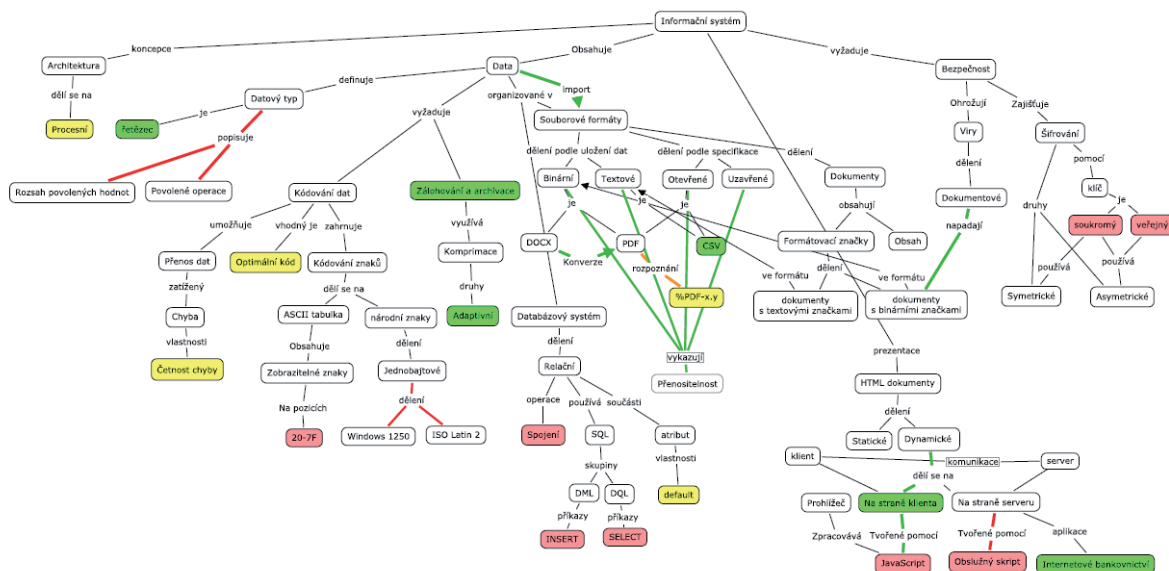 Informační systém
koncepce
Obsahuje
vyžaduje
Architektura
Data
Bezpečnost
definuje
organizované v
import
dělí se na
Datový typ
Ohrožují
Zajišťuje
je
vyžaduje
Souborové formáty
Procesní
řetězec
popisuje
Viry
Šifrování
dělení podle uložení dat
dělení podle specifikace
dělení
dělení
pomocí
Rozsah povolených hodnot
Povolené operace
Kódování dat
Zálohování a archivace
Binární
Textové
Otevřené
Uzavřené
Dokumenty
Dokumentové
klíč
je
je
je
obsahují
druhy
je
umožňuje
vhodný je
zahrnuje
využívá
napadají
soukromý
veřejný
DOCX
PDF
CSV
Formátovací značky
Obsah
Přenos dat
Optimální kód
Kódování znaků
Komprimace
Konverze
rozpoznání
dělení
používá
používá
ve formátu
ve formátu
zatížený
dělí se na
druhy
%PDF-x.y
dokumenty
s textovými značkami
dokumenty
s binárními značkami
Symetrické
Asymetrické
Chyba
ASCII tabulka
národní znaky
Adaptivní
Databázový systém
vlastnosti
Obsahuje
dělení
dělení
vykazují
prezentace
Četnost chyby
Zobrazitelné znaky
Jednobajtové
Relační
Přenositelnost
HTML dokumenty
Na pozicích
dělení
operace
používá
součásti
dělení
20-7F
Windows 1250
ISO Latin 2
Spojení
SQL
atribut
Statické
Dynamické
skupiny
vlastnosti
klient
komunikace
server
dělí se na
DML
DQL
default
Prohlížeč
Na straně klienta
Na straně serveru
příkazy
příkazy
Zpracovává
Tvořené pomocí
Tvořené pomocí
aplikace
INSERT
SELECT
JavaScript
Obslužný skript
Internetové bankovnictví